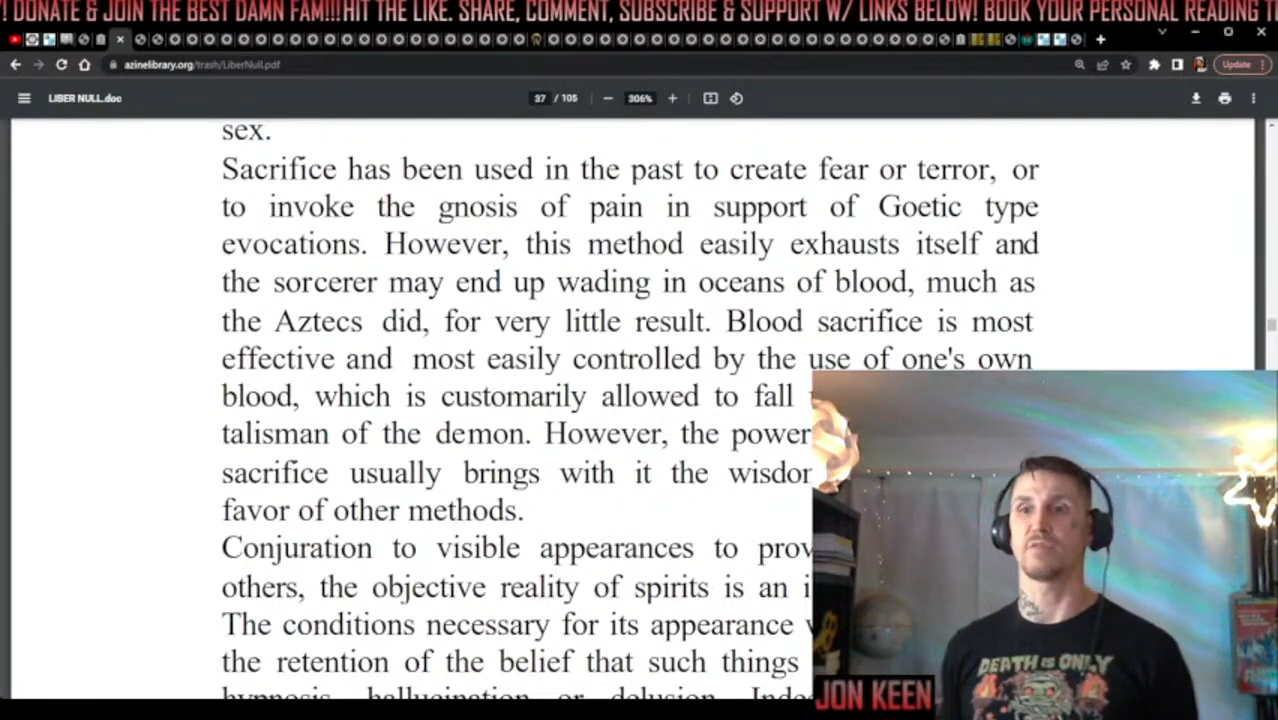 ! DONATE & JOIN THE BEST DAMN FAM!!! HIT THE LIKE. SHARE, COMMENT, SUBSCRIBE & SUPPORT W/ LINKS BELOW! BOOK YOUR PERSONAL READING
azinelibrary.org/trash/LiberNull.pdf
Update
LIBER NULL.doc
37 / 105
306%
sex.
Sacrifice has been used in the past to create fear or terror, or
to invoke the gnosis of pain in support of Goetic type
evocations. However, this method easily exhausts itself and
the sorcerer may end up wading in oceans of blood, much as
the Aztecs did, for very little result. Blood sacrifice is most
effective and most easily controlled by the use of one's own
blood, which is customarily allowed to fall
talisman of the demon. However, the power
sacrifice usually brings with it the wisdo
favor of other methods.
Conjuration to visible appearances to prov
others, the objective reality of spirits is an i
The conditions necessary for its appearance
the retention of the belief that such things
hypnosis, hallucination or delusion. Inde
DEATH IS ONLY
JON KEEN